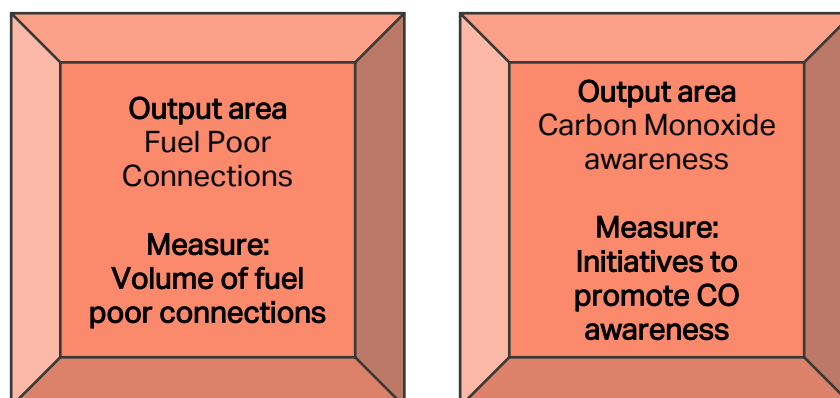 Output area
Fuel Poor
Connections
Measure:
Volume of fuel
poor connections
Output area
Carbon Monoxide
awareness
Measure:
Initiatives to
promote CO
awareness